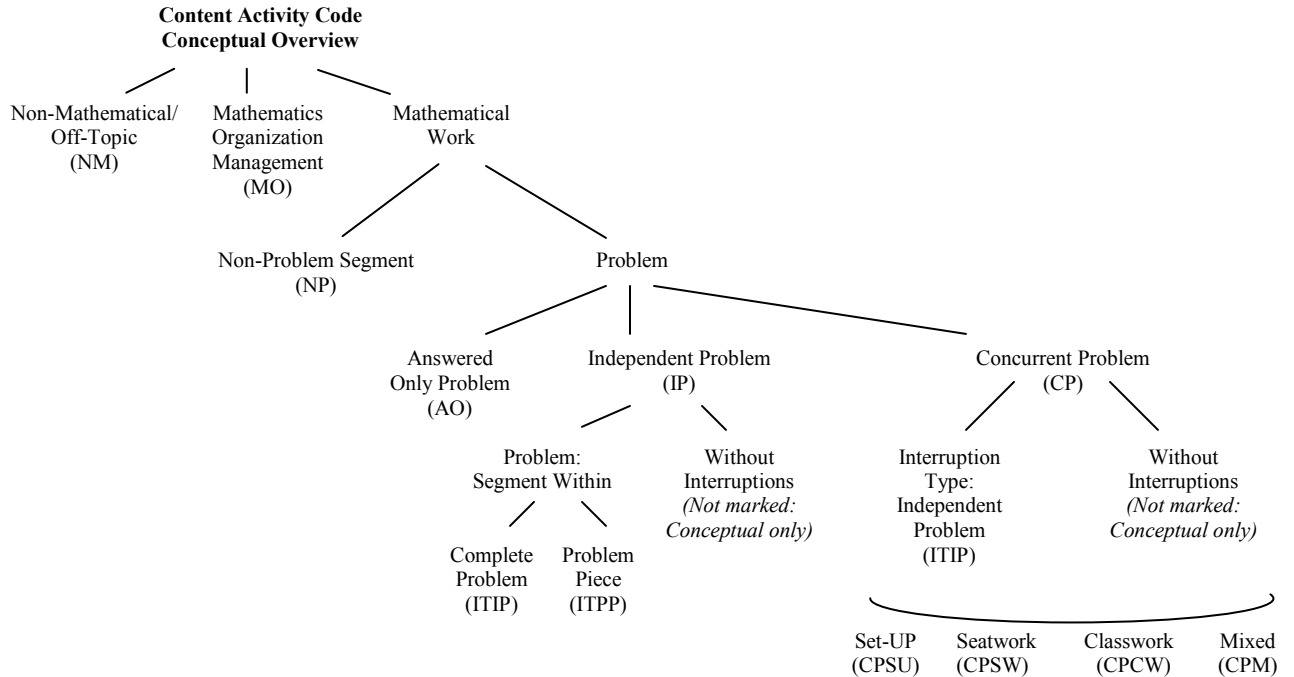 Content Activity Code
Conceptual Overview
Non-Mathematical/
Off-Topic
(NM)
Mathematics
Organization
Management
(MO)
Mathematical
Work
Non-Problem Segment
(NP)
Problem
Answered
Only Problem
(AO)
Independent Problem
(IP)
Concurrent Problem
(CP)
Problem:
Segment Within
Without
Interruptions
(Not marked:
Conceptual only)
Interruption
Type:
Independent
Problem
(ITIP)
Without
Interruptions
(Not marked:
Conceptual only)
Complete
Problem
(ITIP)
Problem
Piece
(ITPP)
Set-UP
(CPSU)
Seatwork
(CPSW)
Classwork
(CPCW)
Mixed
(CPM)